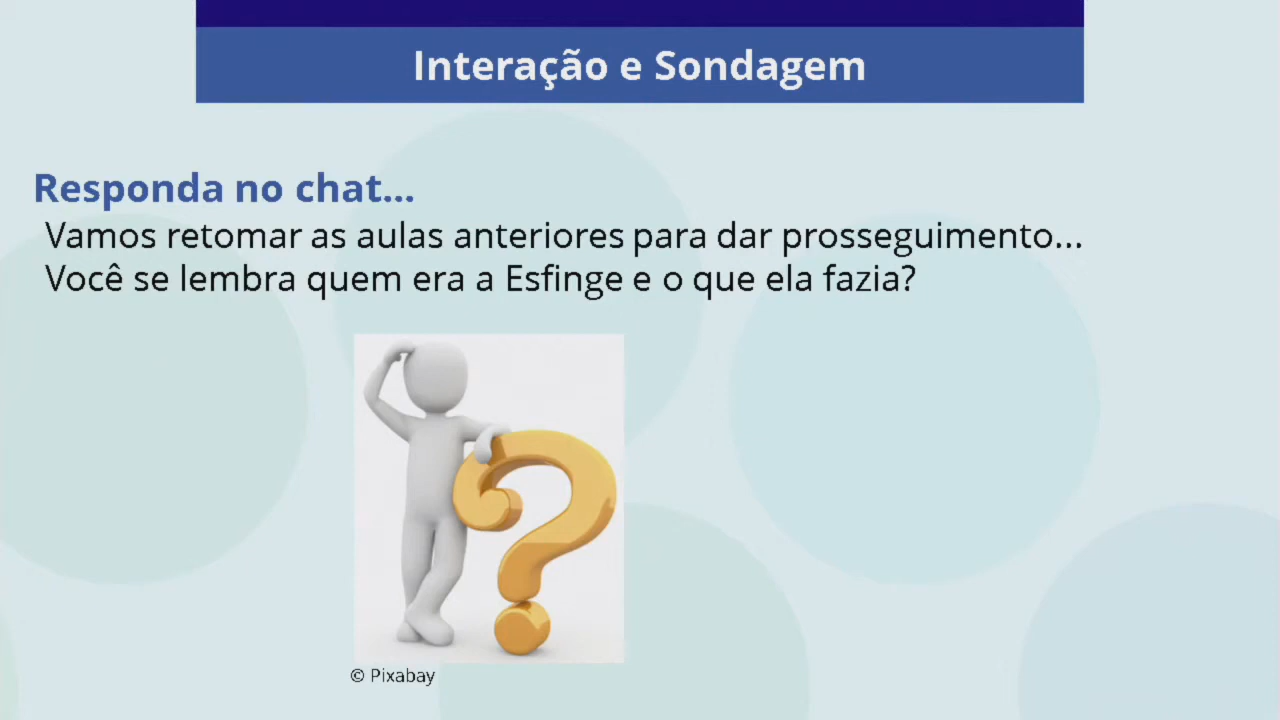 Interação e Sondagem
Responda no chat...
Vamos retomar as aulas anteriores para dar prosseguimento...
Você se lembra quem era a Esfinge e o que ela fazia?
© Pixabay